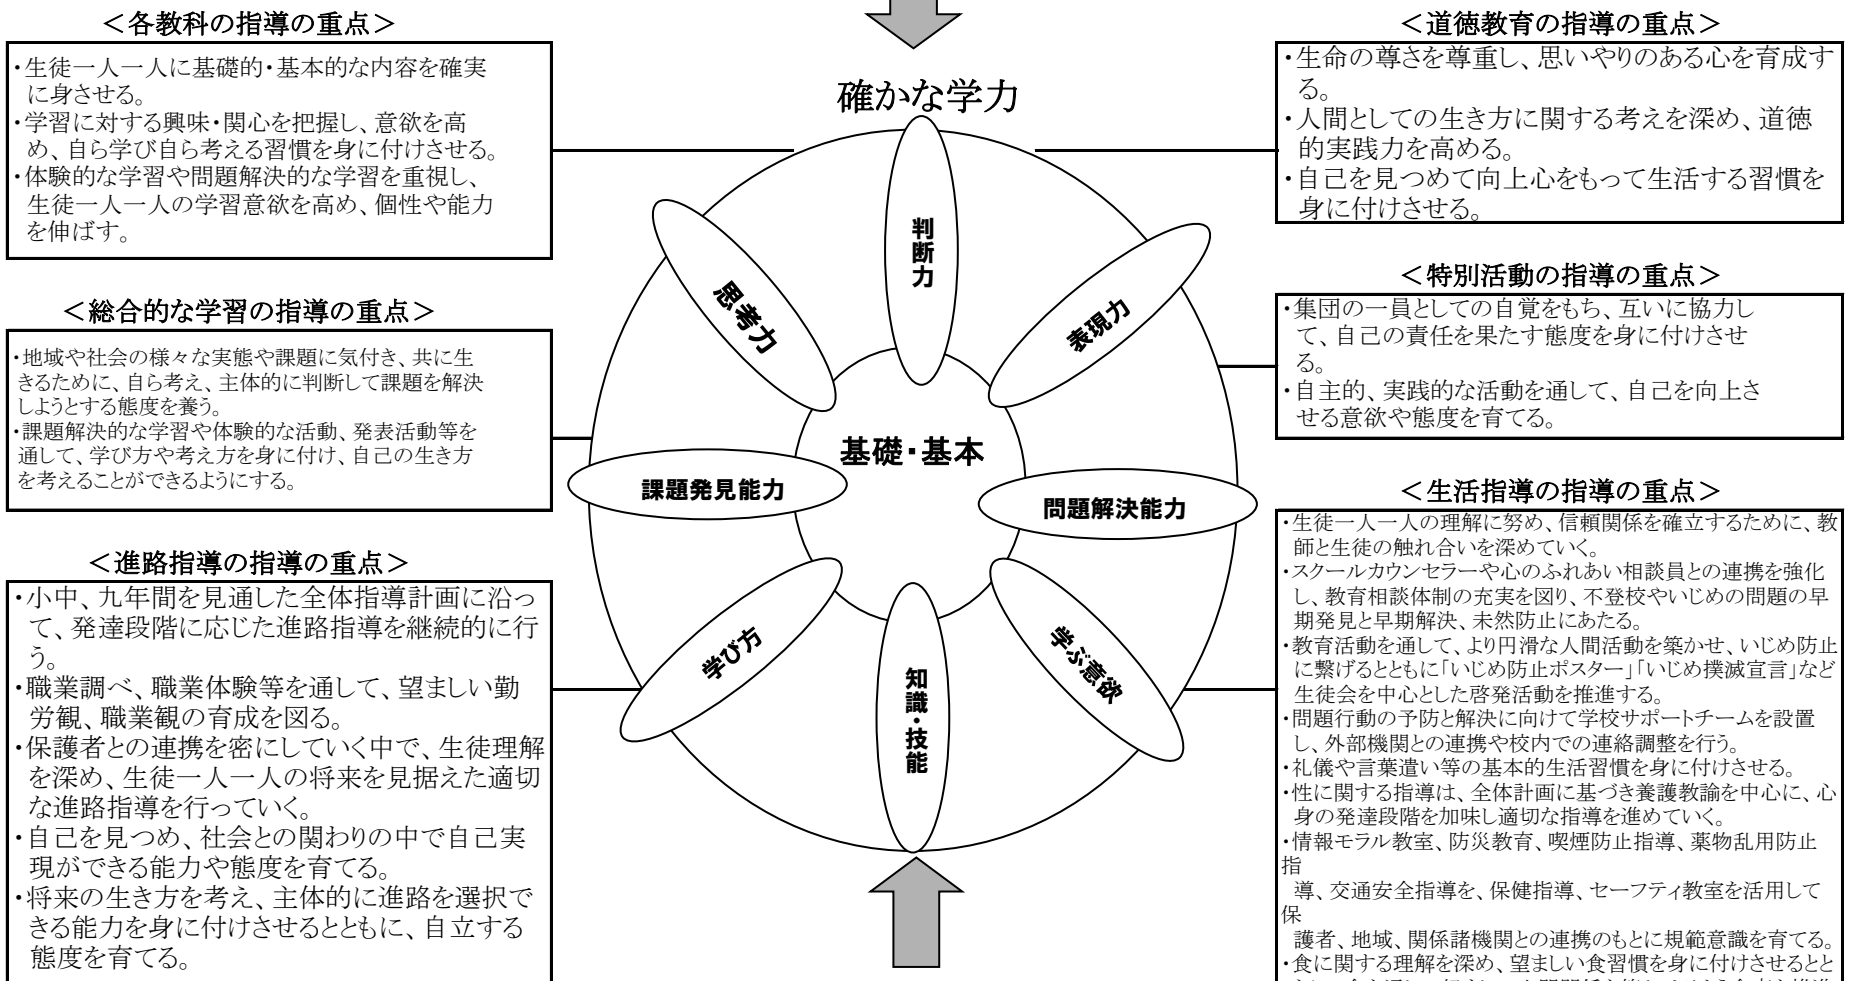 ＜各教科の指導の重点＞
・生徒一人一人に基礎的・基本的な内容を確実
に身させる。
・学習に対する興味・関心を把握し、意欲を高
め、自ら学び自ら考える習慣を身に付けさせる。
・体験的な学習や問題解決的な学習を重視し、
生徒一人一人の学習意欲を高め、個性や能力
を伸ばす。
＜総合的な学習の指導の重点＞
・地域や社会の様々な実態や課題に気付き、共に生
きるために、自ら考え、主体的に判断して課題を解決
しようとする態度を養う。
・課題解決的な学習や体験的な活動、発表活動等を
通して、学び方や考え方を身に付け、自己の生き方
を考えることができるようにする。
＜進路指導の指導の重点＞
・小中、九年間を見通した全体指導計画に沿っ
て、発達段階に応じた進路指導を継続的に行
う。
・職業調べ、職業体験等を通して、望ましい勤
労観、職業観の育成を図る。
・保護者との連携を密にしていく中で、生徒理解
を深め、生徒一人一人の将来を見据えた適切
な進路指導を行っていく。
・自己を見つめ、社会との関わりの中で自己実
現ができる能力や態度を育てる。
・将来の生き方を考え、主体的に進路を選択で
きる能力を身に付けさせるとともに、自立する
態度を育てる。
確かな学力
判断力
思考力
表現力
基礎・基本
課題発見能力
問題解決能力
学び方
知識・技能
学ぶ意欲
＜道徳教育の指導の重点＞
・生命の尊さを尊重し、思いやりのある心を育成す
る。
・人間としての生き方に関する考えを深め、道徳
的実践力を高める。
・自己を見つめて向上心をもって生活する習慣を
身に付けさせる。
＜特別活動の指導の重点＞
・集団の一員としての自覚をもち、互いに協力し
て、自己の責任を果たす態度を身に付けさせ
る。
・自主的、実践的な活動を通して、自己を向上さ
せる意欲や態度を育てる。
＜生活指導の指導の重点＞
・生徒一人一人の理解に努め、信頼関係を確立するために、教
師と生徒の触れ合いを深めていく。
・スクールカウンセラーや心のふれあい相談員との連携を強化
し、教育相談体制の充実を図り、不登校やいじめの問題の早
期発見と早期解決、未然防止にあたる。
・教育活動を通して、より円滑な人間活動を築かせ、いじめ防止
に繋げるとともに「いじめ防止ポスター」「いじめ撲滅宣言」など
生徒会を中心とした啓発活動を推進する。
・問題行動の予防と解決に向けて学校サポートチームを設置
し、外部機関との連携や校内での連絡調整を行う。
・礼儀や言葉遣い等の基本的生活習慣を身に付けさせる。
・性に関する指導は、全体計画に基づき養護教諭を中心に、心
身の発達段階を加味し適切な指導を進めていく。
・情報モラル教室、防災教育、喫煙防止指導、薬物乱用防止
指
導、交通安全指導を、保健指導、セーフティ教室を活用して
保
護者、地域、関係諸機関との連携のもとに規範意識を育てる。
・食に関する理解を深め、望ましい食習慣を身に付けさせるとと